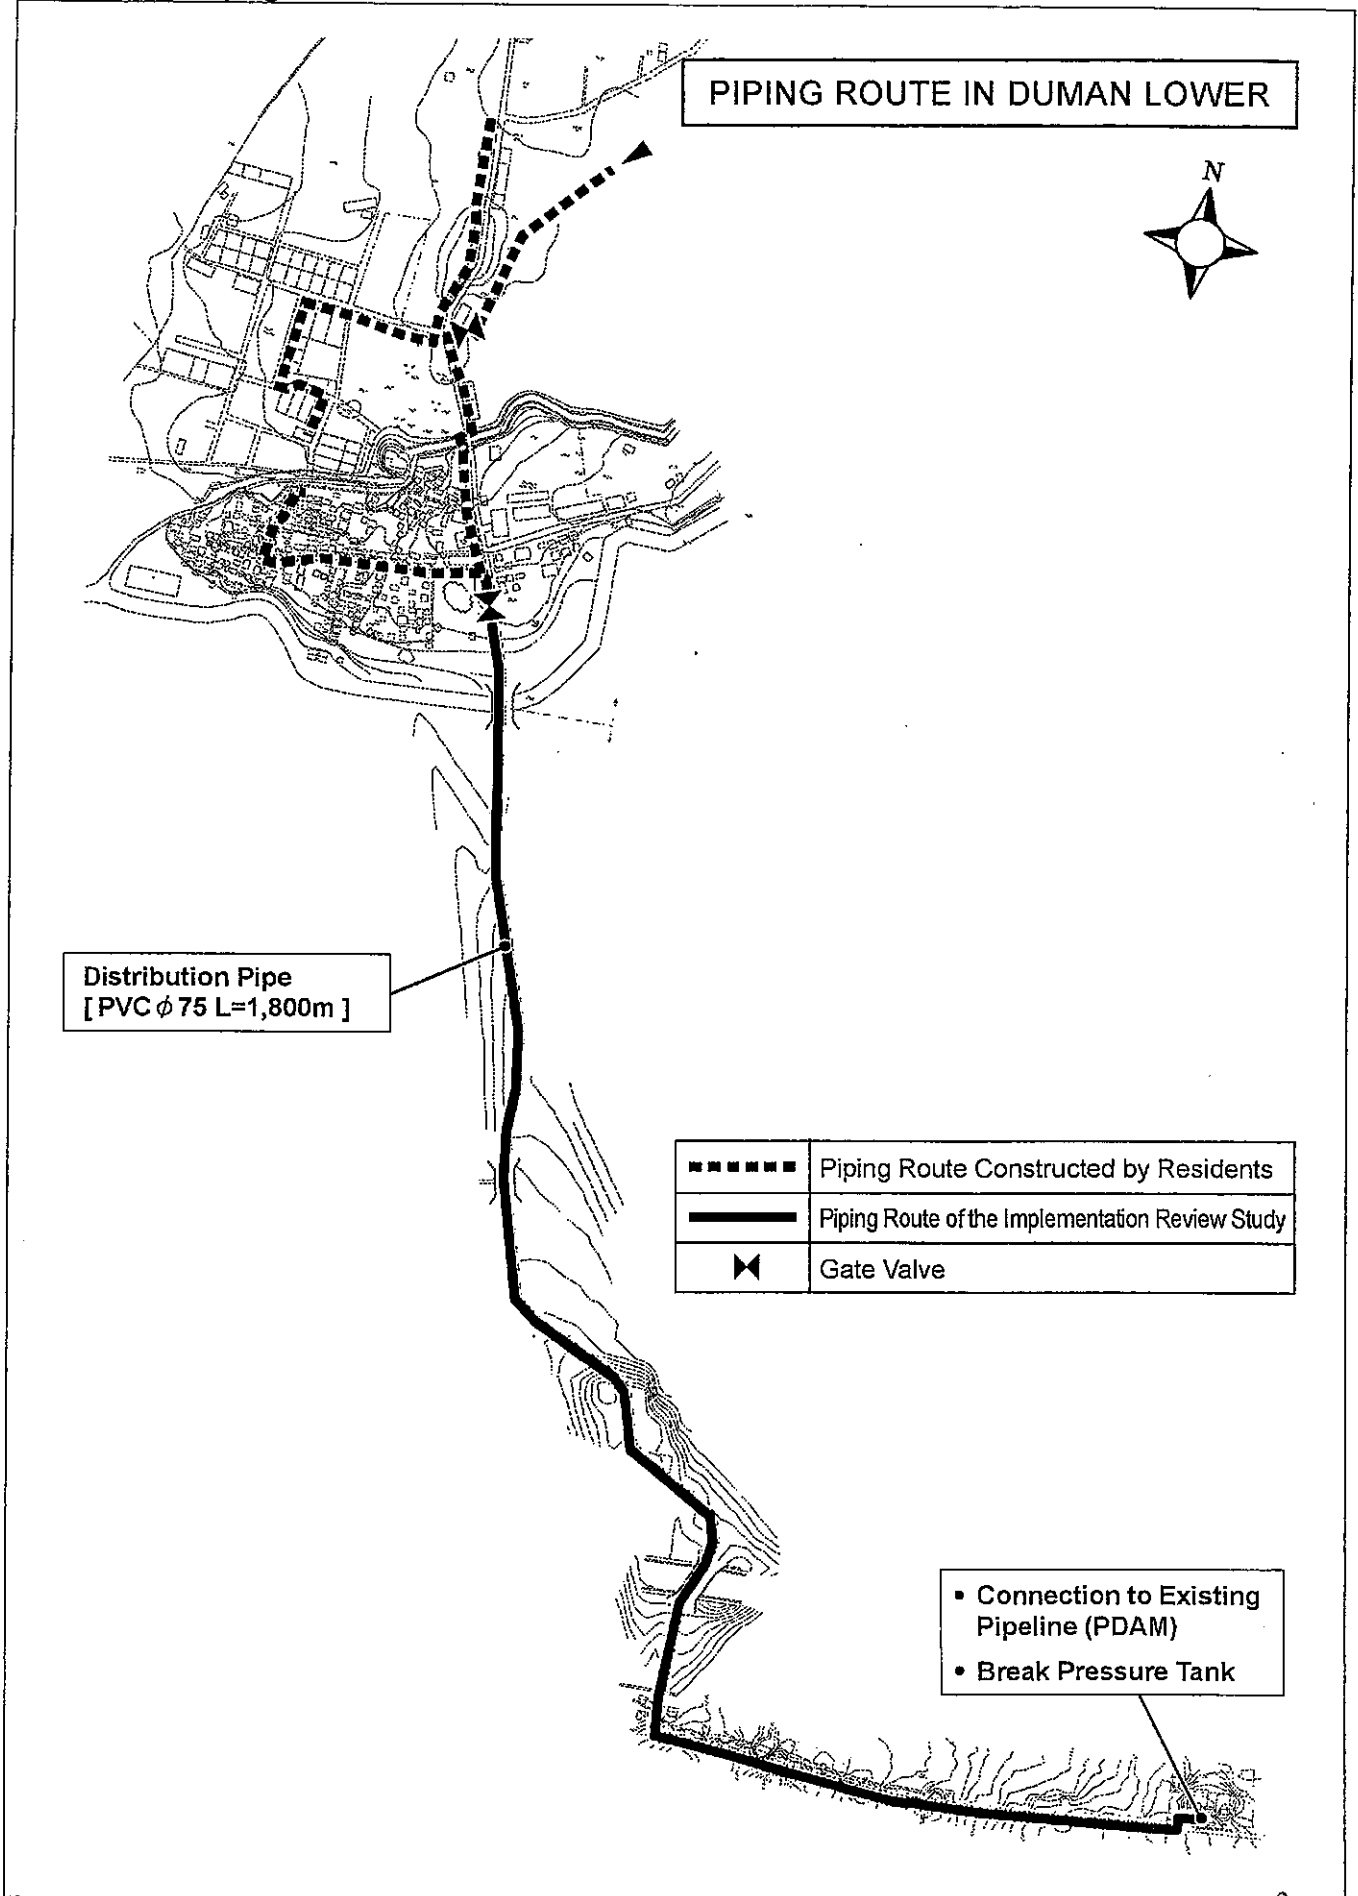 PIPING ROUTE IN DUMAN LOWER
N
Distribution Pipe
[ PVC φ 75 L=1,800m ]
Piping Route Constructed by Residents
Piping Route of the Implementation Review Study
Gate Valve
• Connection to Existing
Pipeline (PDAM)
• Break Pressure Tank